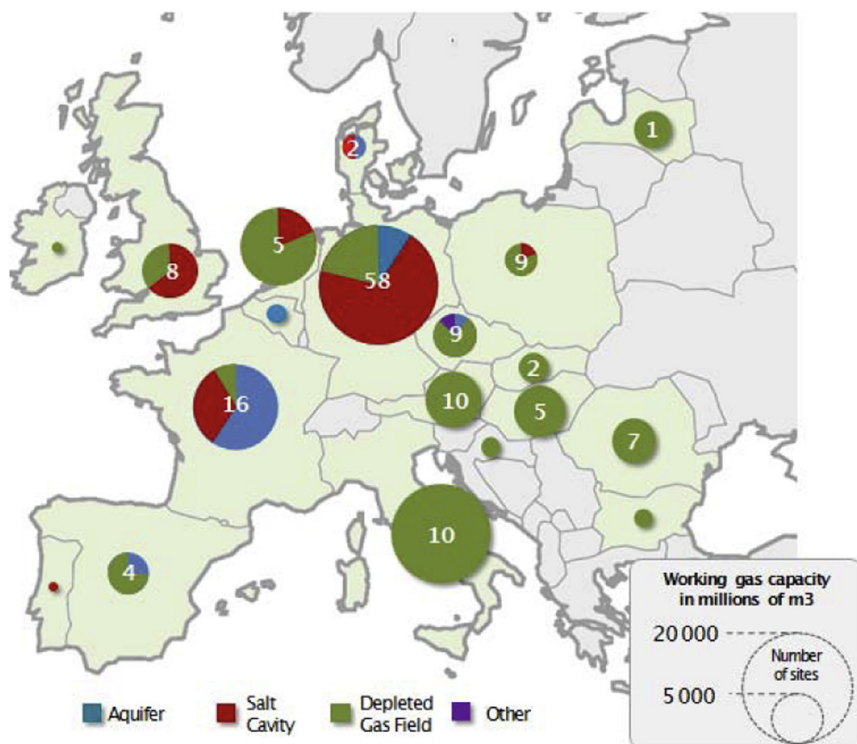 1
2
5
8
58
9
9
2
16
10
5
7
10
4
Working gas capacity
in millions of m3
20 000
Number
of sites
5 000
Aquifer
Salt
Cavity
Depleted
Gas Field
Other